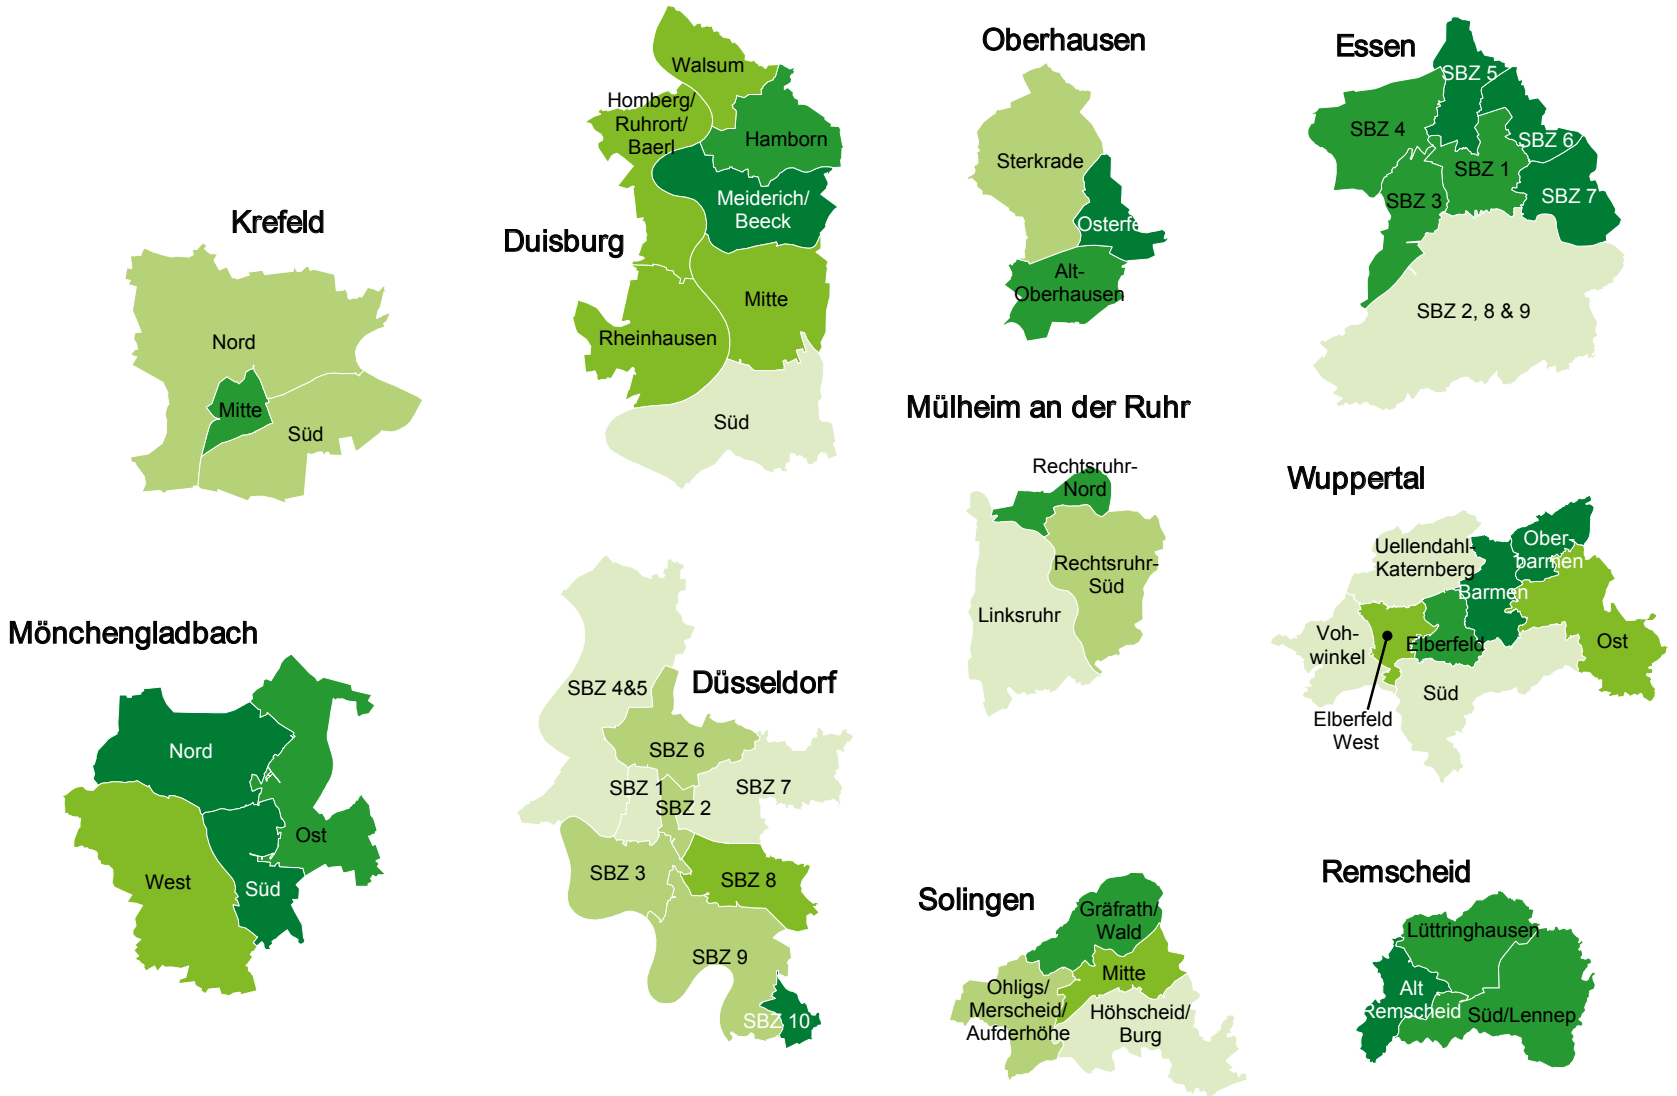 Krefeld
Nord
Mitte
Süd
Duisburg
Walsum
Homberg/
Ruhrort/
Baerl
Hamborn
Meiderich/
Beeck
Mitte
Rheinhausen
Süd
Oberhausen
Sterkrade
Osterfe
Alt-
Oberhausen
Essen
SBZ 5
SBZ 4
SBZ 6
SBZ 1
SBZ 3
SBZ 7
SBZ 2, 8 & 9
Mülheim an der Ruhr
Rechtsruhr-
Nord
Rechtsruhr-
Süd
Linksruhr
Wuppertal
Uellendahl-
Katernberg
Ober-
barmen
Barmen
Voh-
winkel
Elberfeld
Ost
Süd
Elberfeld
West
Mönchengladbach
Nord
Ost
West
Süd
Düsseldorf
SBZ 4&5
SBZ 6
SBZ 1
SBZ 2
SBZ 7
SBZ 3
SBZ 8
SBZ 9
SBZ 10
Solingen
Gräfrath/
Wald
Mitte
Ohligs/
Merscheid/
Aufderhöhe
Höhscheid/
Burg
Remscheid
Lüttringhausen
Alt
Remscheid
Süd/Lennep